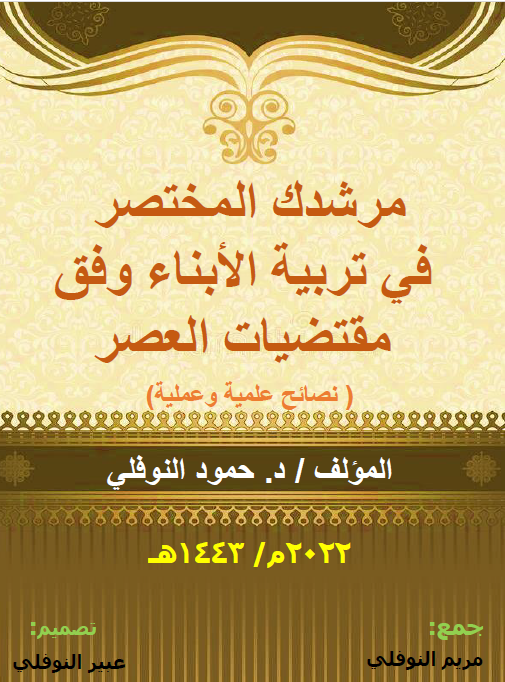 مرشدك المختصر
في تربية الأبناء وفق
مقتضيات العصر
( نصائح علمية وعملية)
المؤلف / د. حمود النوفلي
٢٠٢٢م/ ١٤٤٣هـ
جمع:
مريم النوفلي
تصميم:
عبير النوفلي